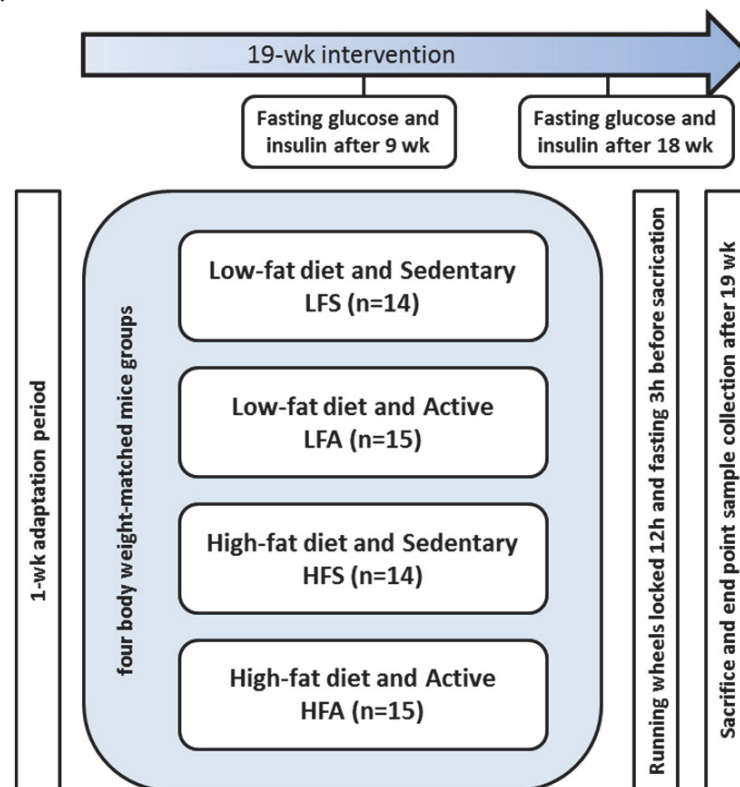 19-wk intervention
Fasting glucose and
insulin after 9 wk
Fasting glucose and
insulin after 18 wk
1-wk adaptation period
four body weight-matched mice groups
Low-fat diet and Sedentary
LFS (n=14)
Low-fat diet and Active
LFA (n=15)
High-fat diet and Sedentary
HFS (n=14)
High-fat diet and Active
HFA (n=15)
Running wheels locked 12h and fasting 3h before sacrication
Sacrifice and end point sample collection after 19 wk